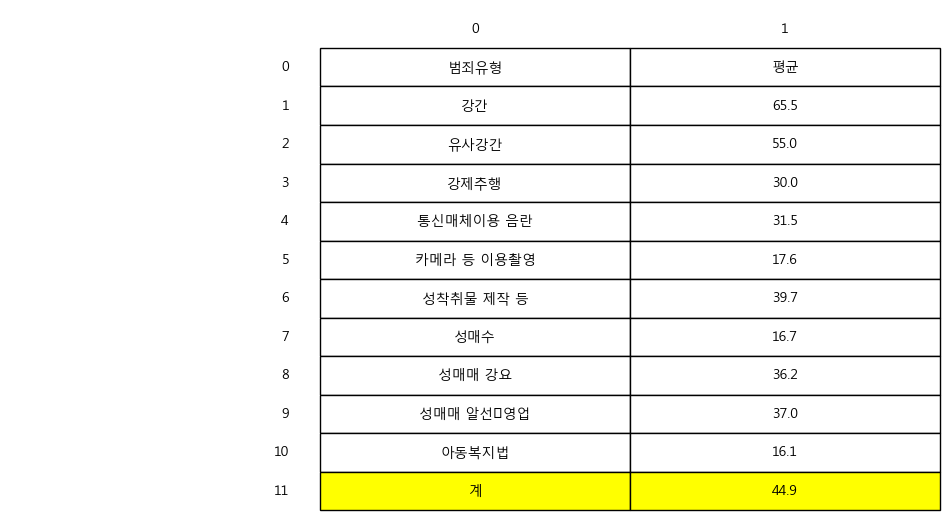 0 1
0 범죄유형 평균
1 강간 65.5
2 유사강간 55.0
3 강제추행 30.0
4 통신매체이용 음란 31.5
5 카메라 등 이용촬영 17.6
6 성착취물 제작 등 39.7
7 성매수 16.7
8 성매매 강요 36.2
9 성매매 알선□영업 37.0
10 아동복지법 16.1
11 계 44.9